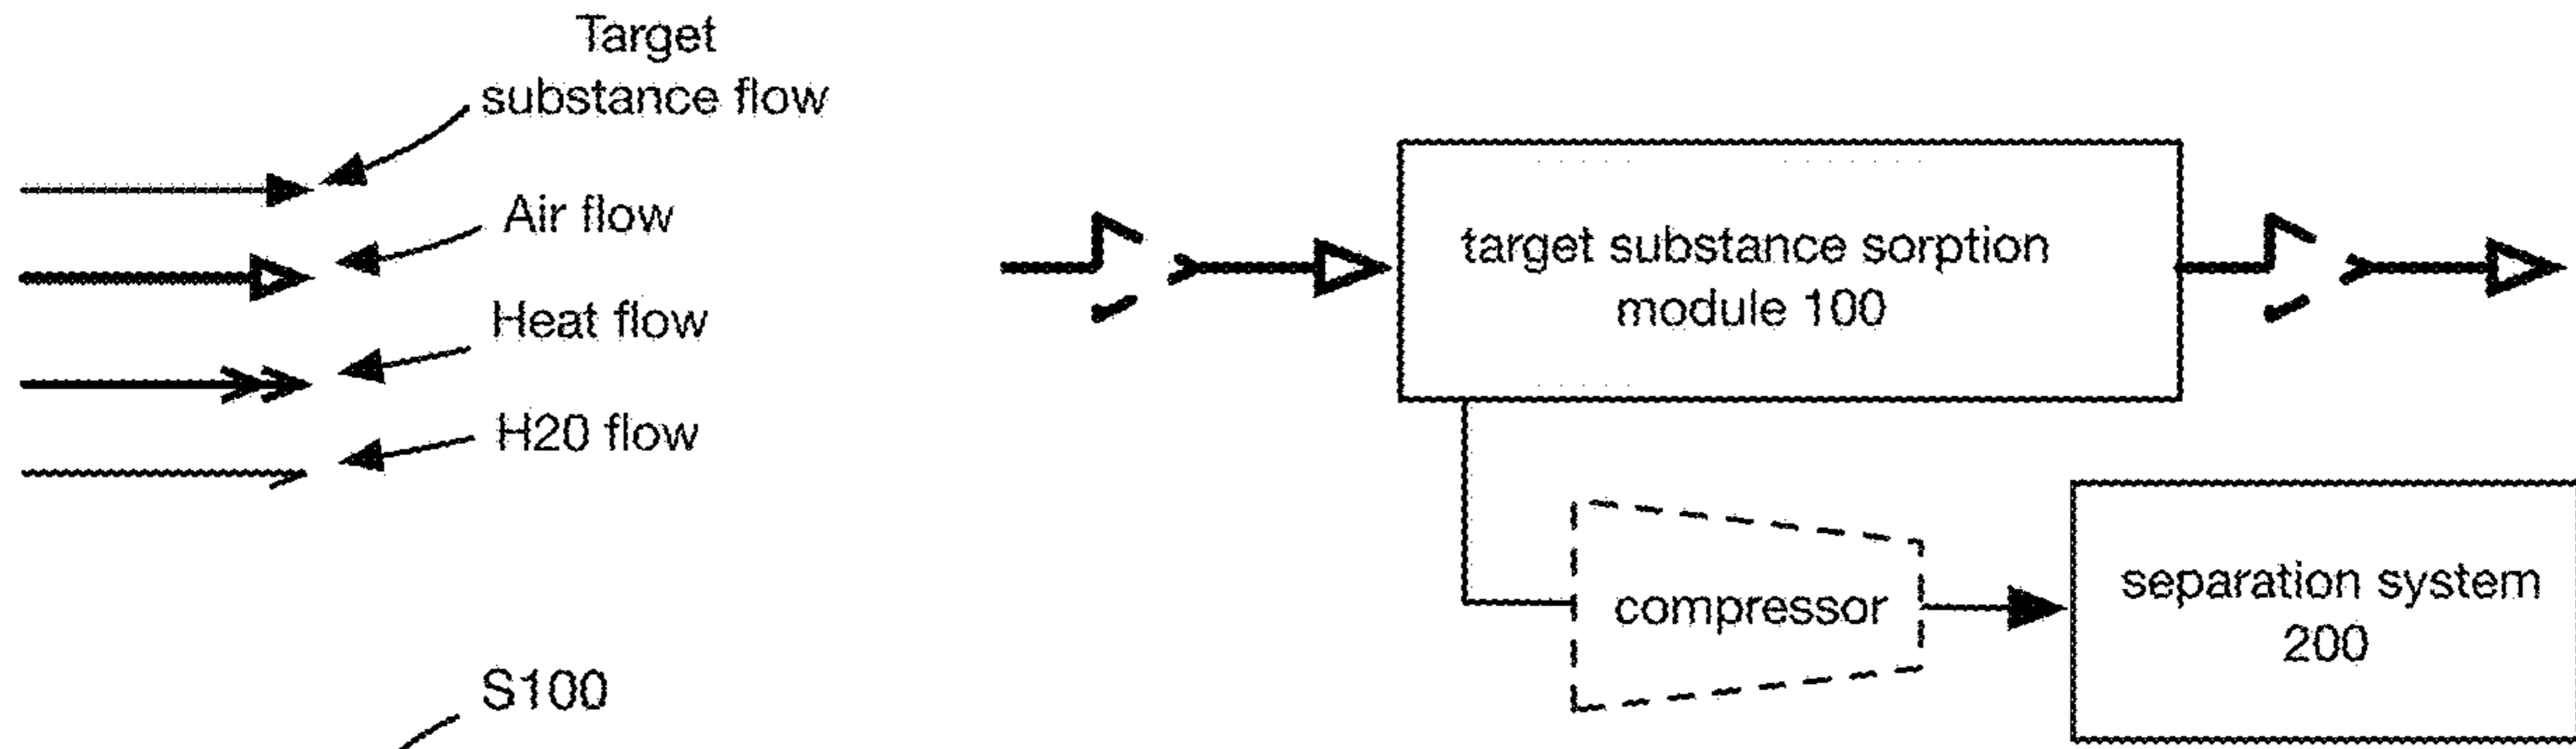 Target
substance flow
Air flow
Heat flow
H20 flow
target substance sorption
module 100
compressor
separation system
200
S100